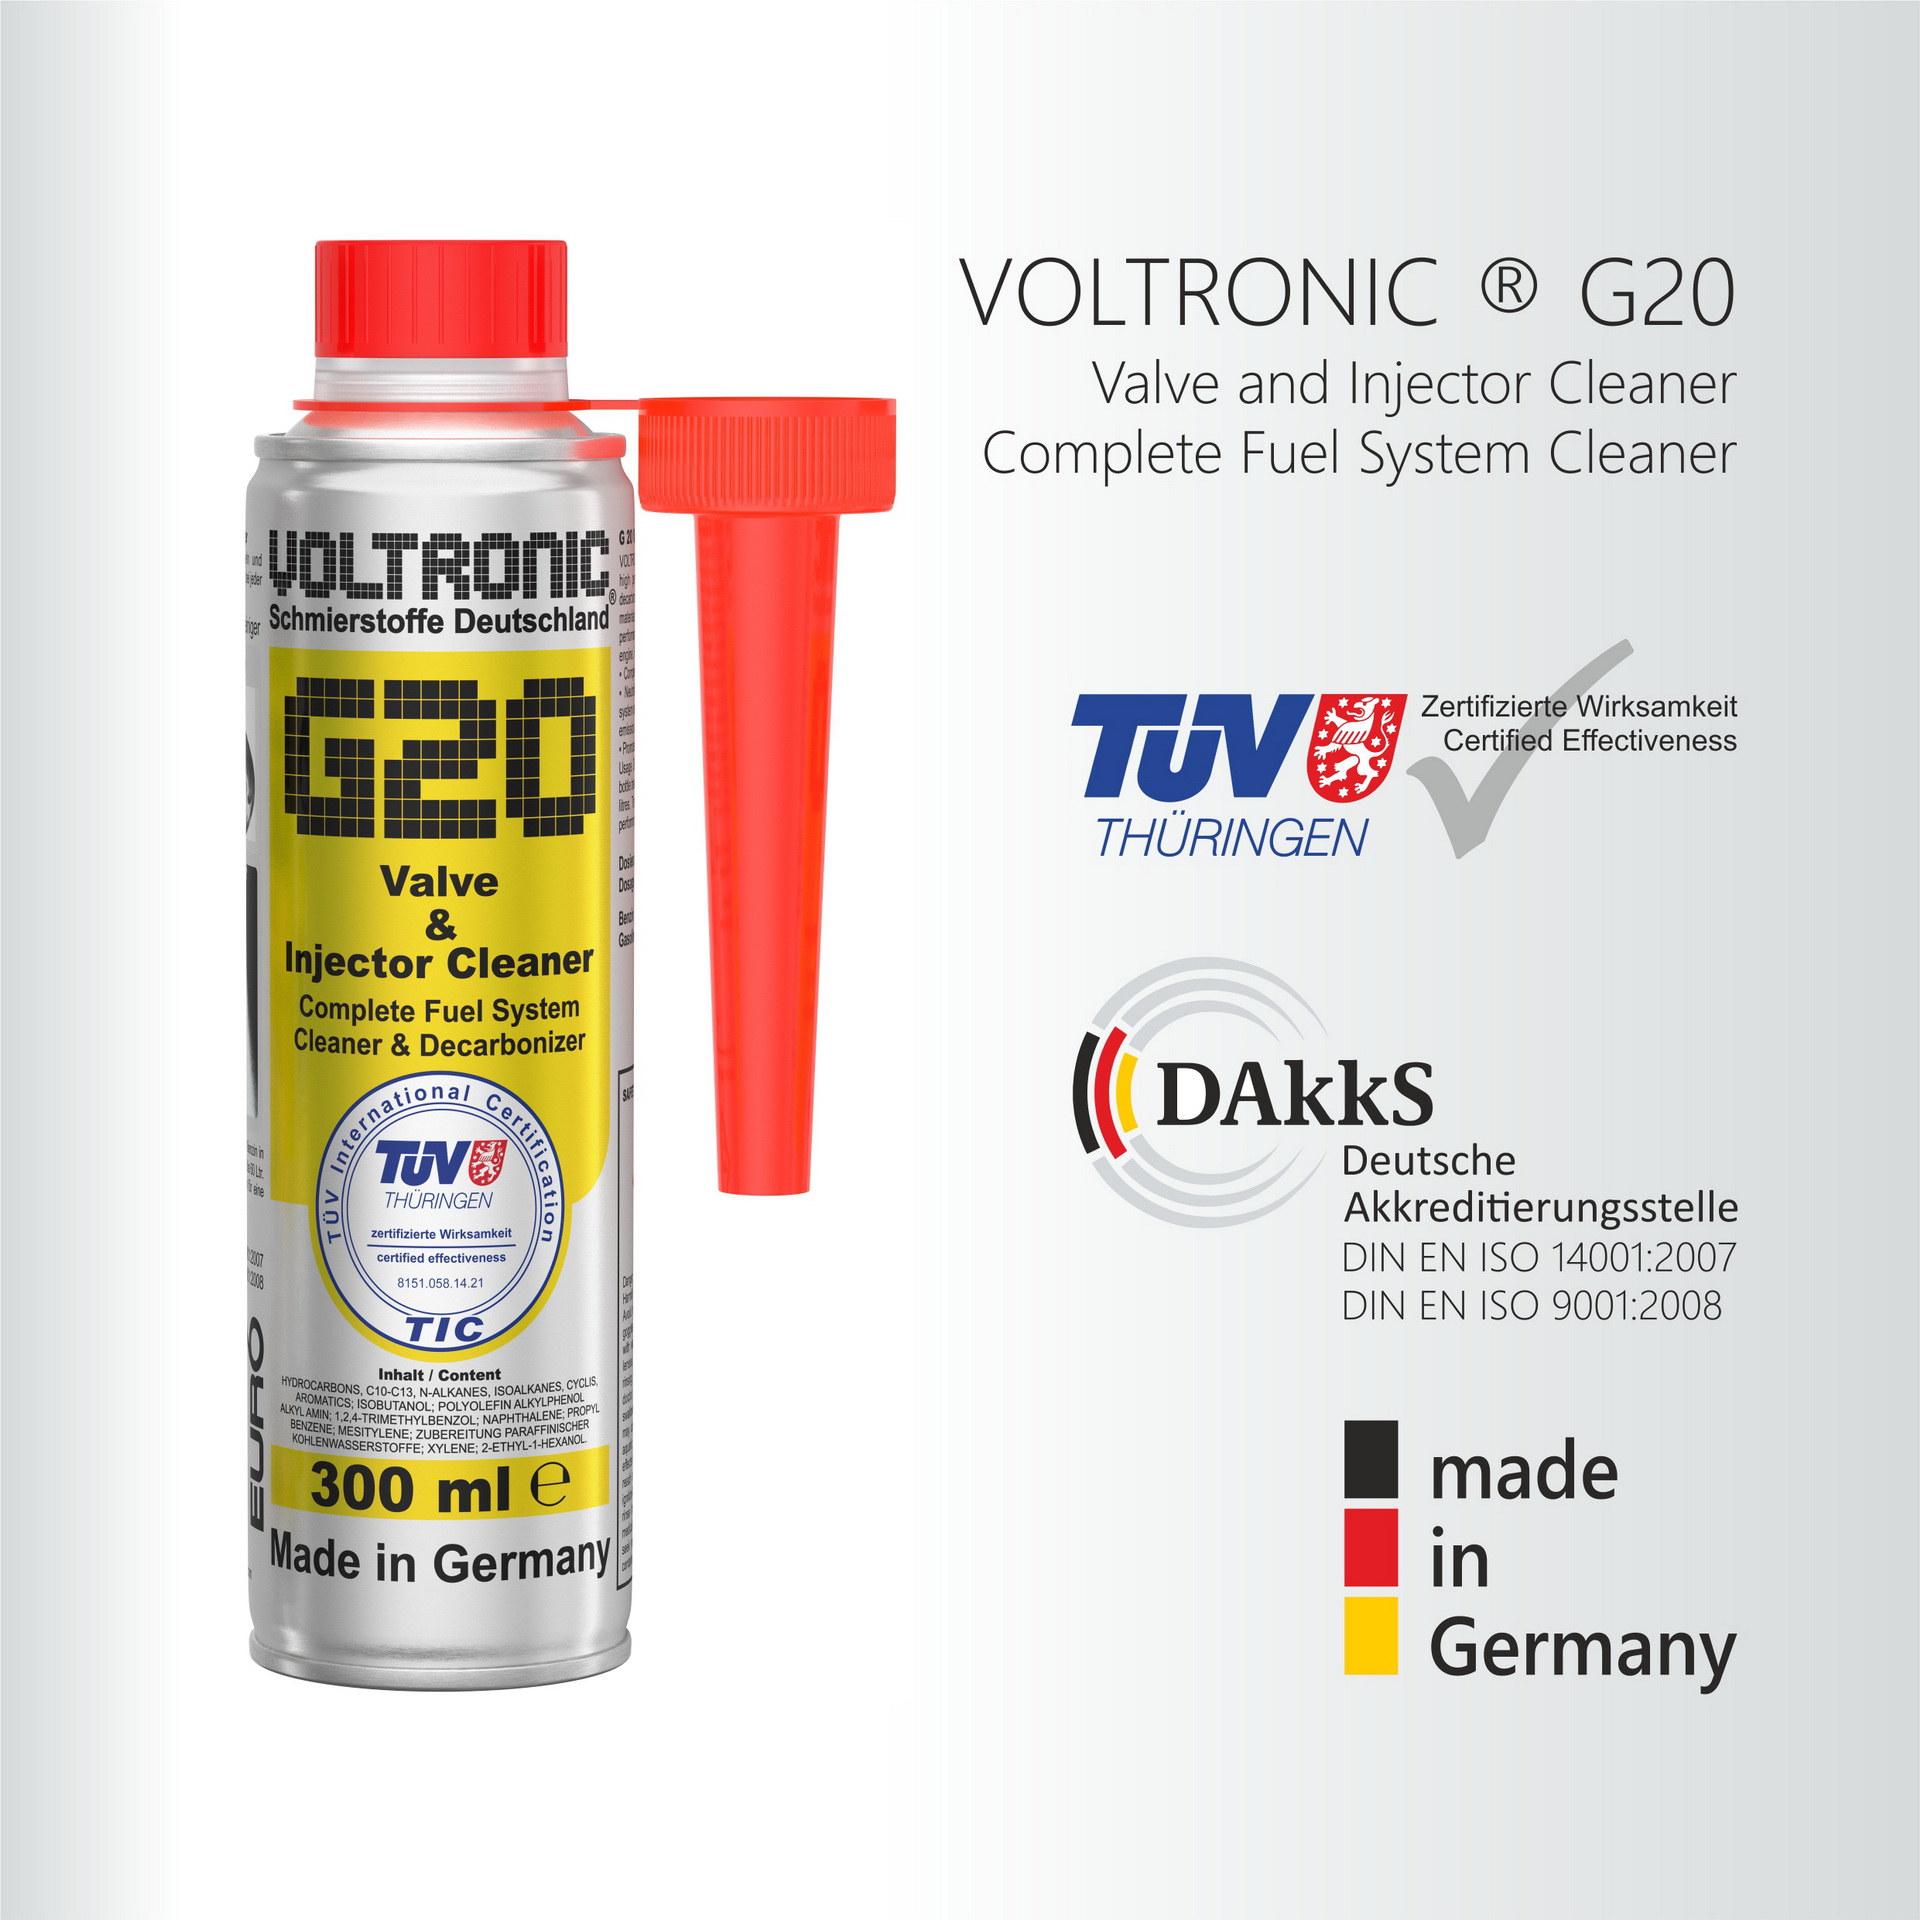 VOLTRONIC ® G20
Valve and Injector Cleaner
Complete Fuel System Cleaner
TÜV
THÜRINGEN
Zertifizierte Wirksamkeit
Certified Effectiveness
DAkkS
Deutsche
Akkreditierungsstelle
DIN EN ISO 14001:2007
DIN EN ISO 9001:2008
made
in
Germany
VOLTRONIC®
Schmierstoffe Deutschland
G20
Valve
&
Injector Cleaner
Complete Fuel System
Cleaner & Decarbonizer
TÜV International Certification
TÜV
THÜRINGEN
zertifizierte Wirksamkeit
certified effectiveness
8151.058.14.21
TIC
Inhalt / Content
HYDROCARBONS, C10-C13, N-ALKANES, ISOALKANES, CYCLIS,
AROMATICS; ISOBUTANOL; POLYOLEFIN ALKYLPHENOL
ALKYL AMIN; 1,2,4-TRIMETHYLBENZOL; NAPHTHALENE; PROPYL
BENZENE; MESITYLENE; ZUBEREITUNG PARAFFINISCHER
KOHLENWASSERSTOFFE; XYLENE; 2-ETHYL-1-HEXANOL.
300 ml ℮
Made in Germany
EURO